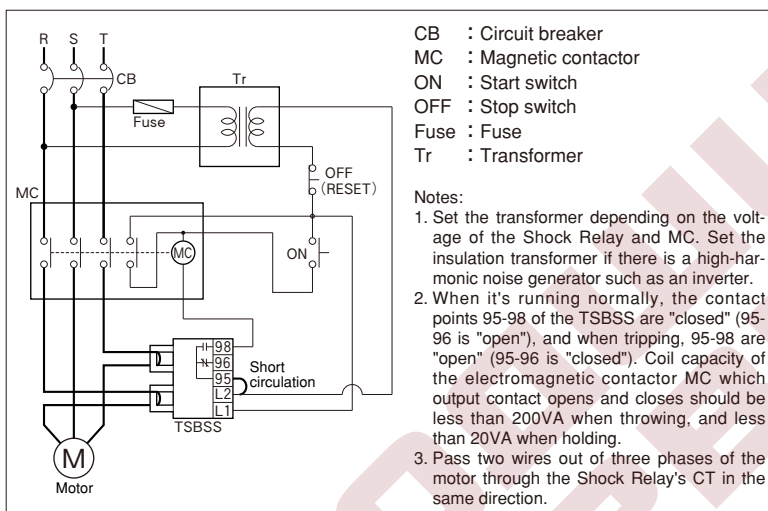 R S T
CB
Tr
Fuse
OFF
(RESET)
MC
MC
ON
98
96
95
L2
L1
Short
circulation
TSBSS
M
Motor
CB : Circuit breaker
MC : Magnetic contactor
ON : Start switch
OFF : Stop switch
Fuse : Fuse
Tr : Transformer
Notes:
1. Set the transformer depending on the volt-
age of the Shock Relay and MC. Set the
insulation transformer if there is a high-har-
monic noise generator such as an inverter.
2. When it's running normally, the contact
points 95-98 of the TSBSS are "closed" (95-
96 is "open"), and when tripping, 95-98 are
"open" (95-96 is "closed"). Coil capacity of
the electromagnetic contactor MC which
output contact opens and closes should be
less than 200VA when throwing, and less
than 20VA when holding.
3. Pass two wires out of three phases of the
motor through the Shock Relay's CT in the
same direction.